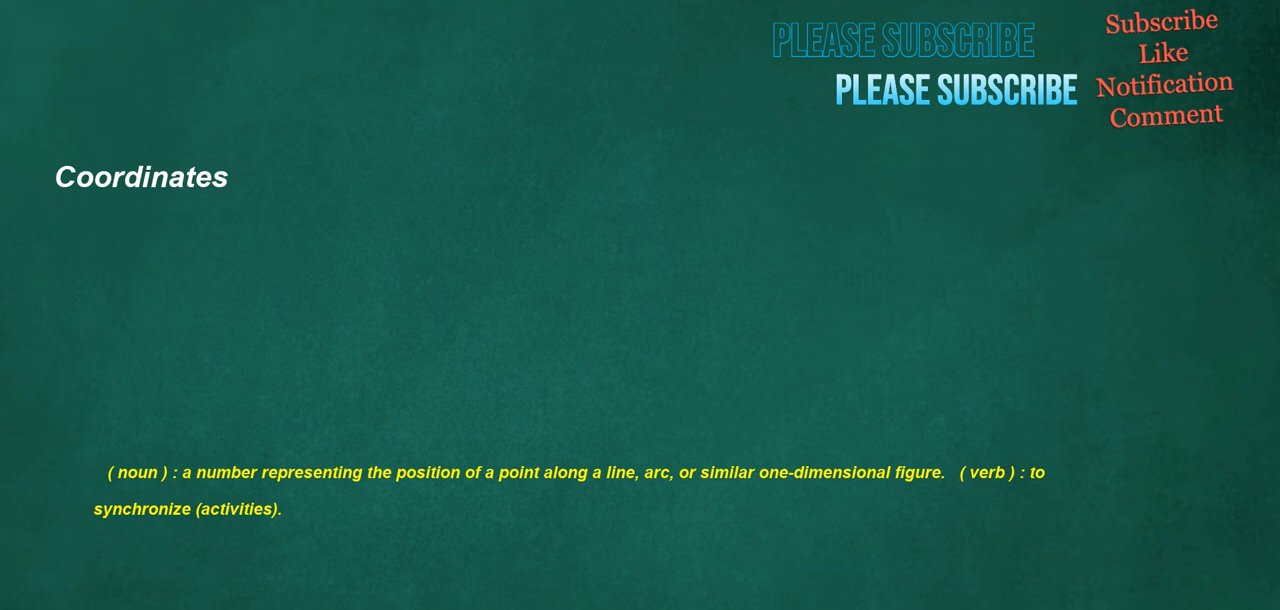 PLEASE SUBSCRIBE
PLEASE SUBSCRIBE
Subscribe
Like
Notification
Comment
Coordinates
( noun ) : a number representing the position of a point along a line, arc, or similar one-dimensional figure. ( verb ) : to
synchronize (activities).